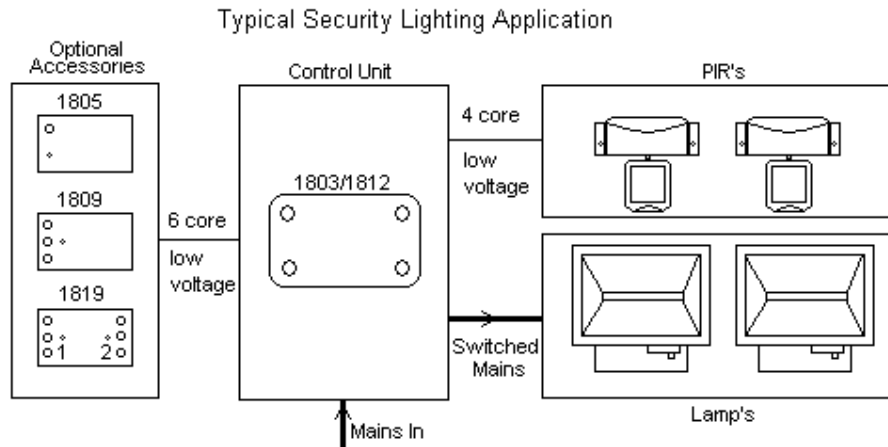 Typical Security Lighting Application
Optional
Accessories
1805
1809
1819
1 2
6 core
low
voltage
Control Unit
1803/1812
Mains In
4 core
low
voltage
Switched
Mains
PIR's
Lamp's